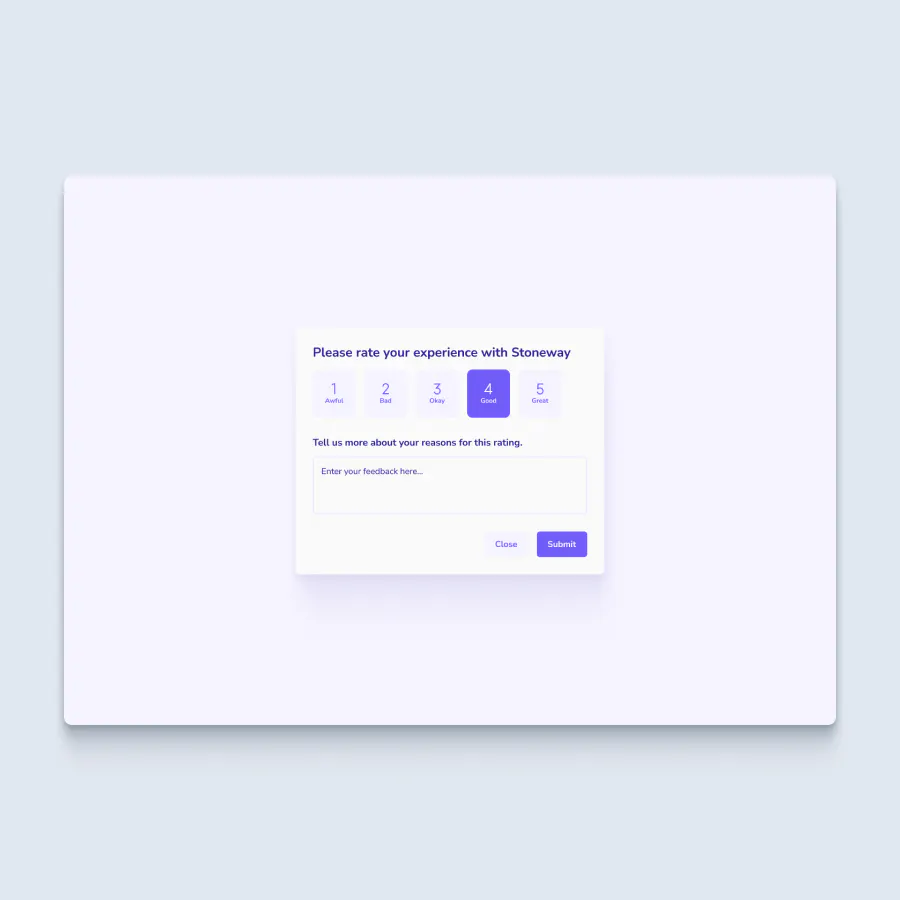 Please rate your experience with Stoneway
1 2 3 4 5
Awful Bad Okay Good Great
Tell us more about your reasons for this rating.
Enter your feedback here...
Close Submit